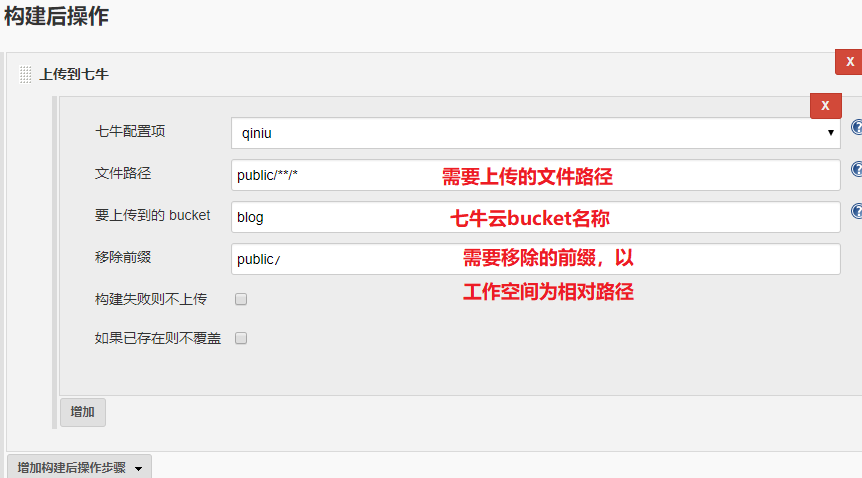 构建后操作
X
上传到七牛
X
七牛配置项 qiniu
文件路径 public/**/* 需要上传的文件路径
要上传到的 bucket blog 七牛云bucket名称
移除前缀 public/ 需要移除的前缀，以
工作空间为相对路径
构建失败则不上传
如果已存在则不覆盖
增加
增加构建后操作步骤